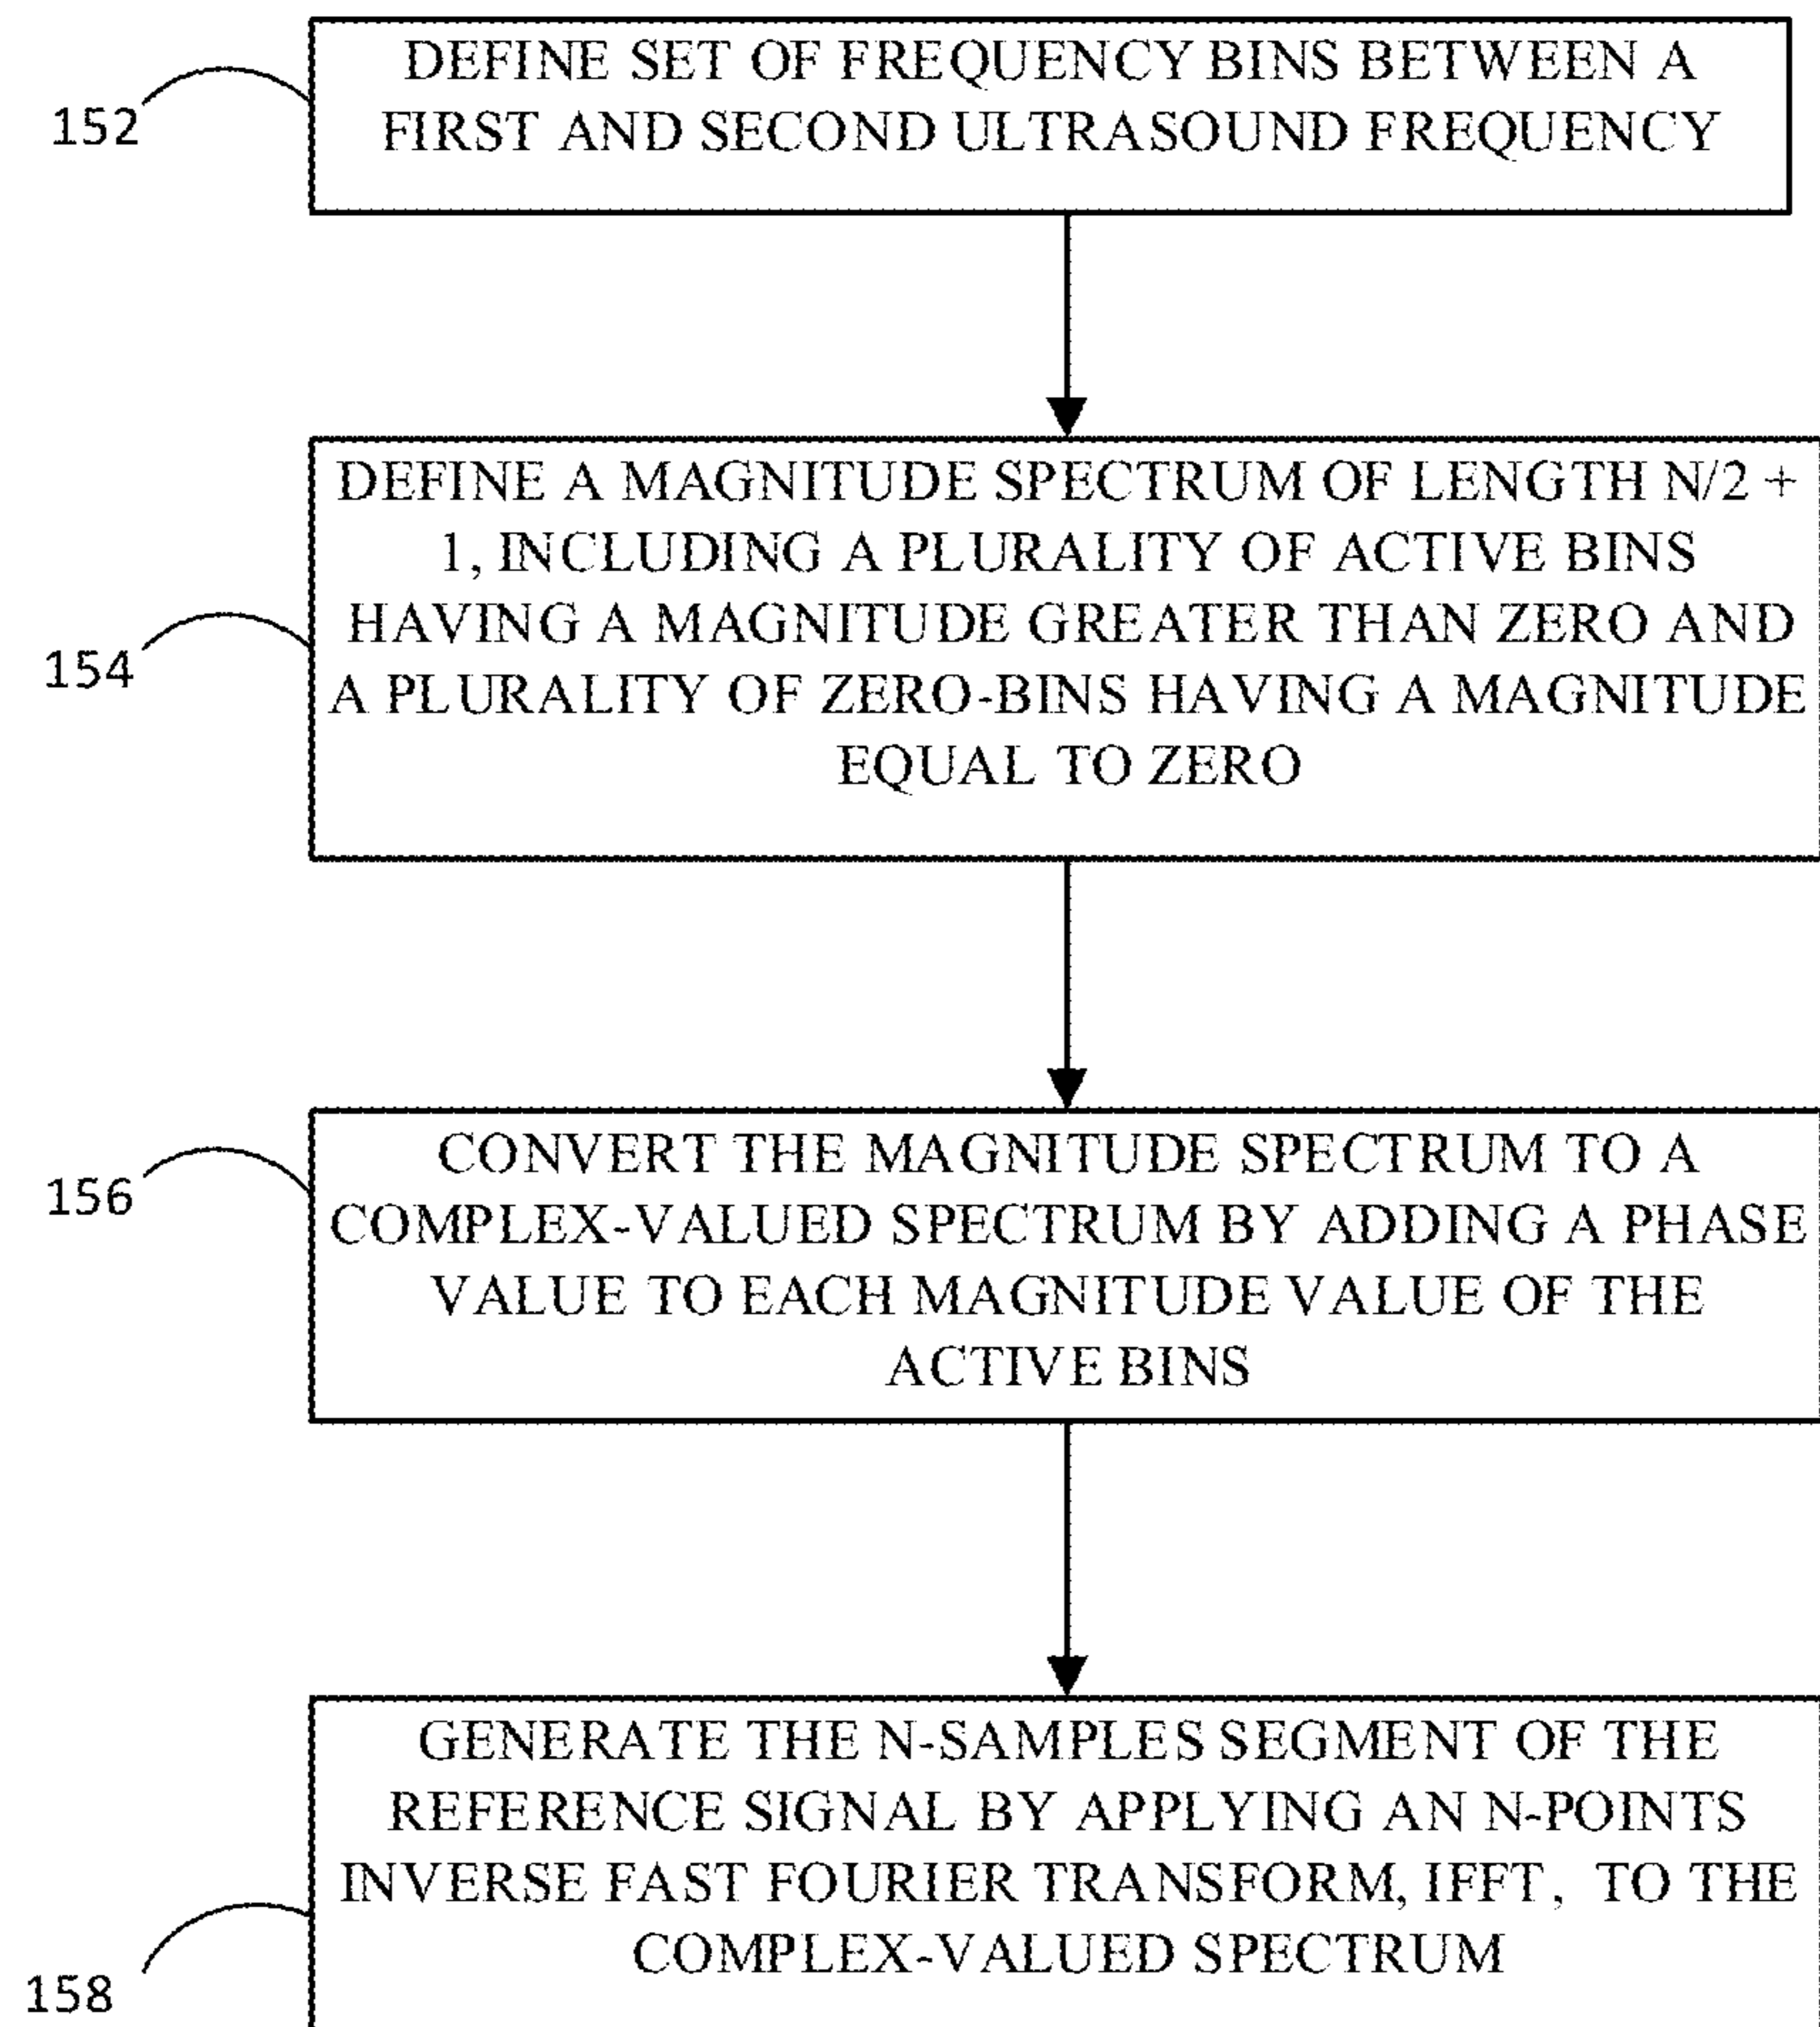 DEFINE SET OF FREQUENCY BINS BETWEEN A
FIRST AND SECOND ULTRASOUND FREQUENCY
152
DEFINE A MAGNITUDE SPECTRUM OF LENGTH N/2 +
1, INCLUDING A PLURALITY OF ACTIVE BINS
HAVING A MAGNITUDE GREATER THAN ZERO AND
A PLURALITY OF ZERO-BINS HAVING A MAGNITUDE
EQUAL TO ZERO
154
CONVERT THE MAGNITUDE SPECTRUM TO A
COMPLEX-VALUED SPECTRUM BY ADDING A PHASE
VALUE TO EACH MAGNITUDE VALUE OF THE
ACTIVE BINS
156
GENERATE THE N-SAMPLES SEGMENT OF THE
REFERENCE SIGNAL BY APPLYING AN N-POINTS
INVERSE FAST FOURIER TRANSFORM, IFFT, TO THE
COMPLEX-VALUED SPECTRUM
158